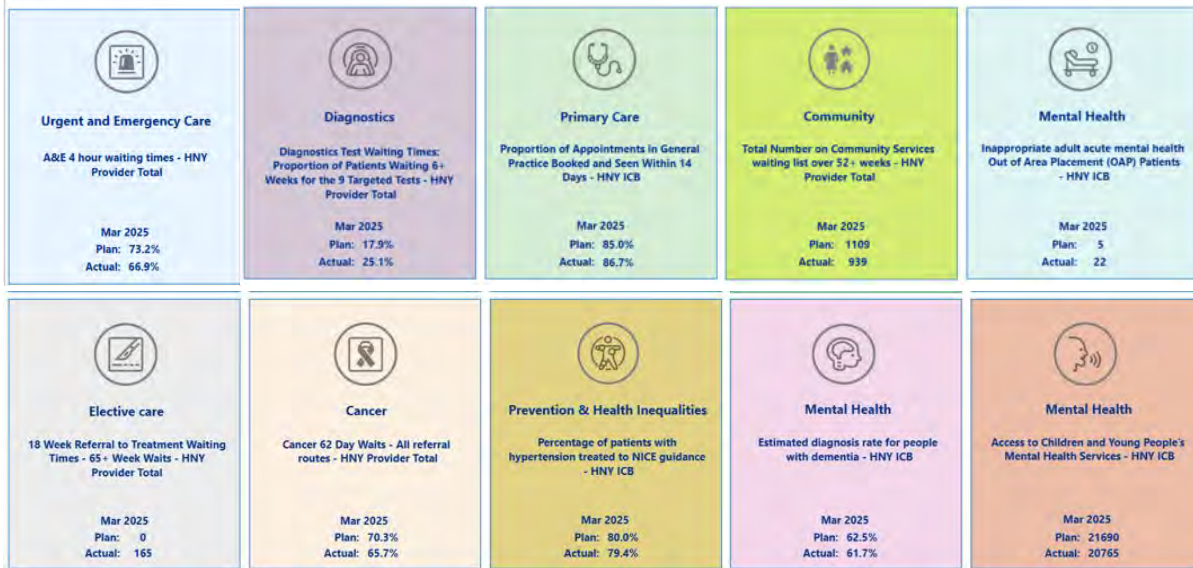 Urgent and Emergency Care
A&E 4 hour waiting times - HNY
Provider Total
Mar 2025
Plan: 73.2%
Actual: 66.9%
Diagnostics
Diagnostics Test Waiting Times:
Proportion of Patients Waiting 6+
Weeks for the 9 Targeted Tests - HNY
Provider Total
Mar 2025
Plan: 17.9%
Actual: 25.1%
Primary Care
Proportion of Appointments in General
Practice Booked and Seen Within 14
Days - HNY ICB
Mar 2025
Plan: 85.0%
Actual: 86.7%
Community
Total Number on Community Services
waiting list over 52+ weeks - HNY
Provider Total
Mar 2025
Plan: 1109
Actual: 939
Mental Health
Inappropriate adult acute mental health
Out of Area Placement (OAP) Patients
- HNY ICB
Mar 2025
Plan: 5
Actual: 22
Elective care
18 Week Referral to Treatment Waiting
Times - 65+ Week Waits - HNY
Provider Total
Mar 2025
Plan: 0
Actual: 165
Cancer
Cancer 62 Day Waits - All referral
routes - HNY Provider Total
Mar 2025
Plan: 70.3%
Actual: 65.7%
Prevention & Health Inequalities
Percentage of patients with
hypertension treated to NICE guidance
- HNY ICB
Mar 2025
Plan: 80.0%
Actual: 79.4%
Mental Health
Estimated diagnosis rate for people
with dementia - HNY ICB
Mar 2025
Plan: 62.5%
Actual: 61.7%
Mental Health
Access to Children and Young People's
Mental Health Services - HNY ICB
Mar 2025
Plan: 21690
Actual: 20765